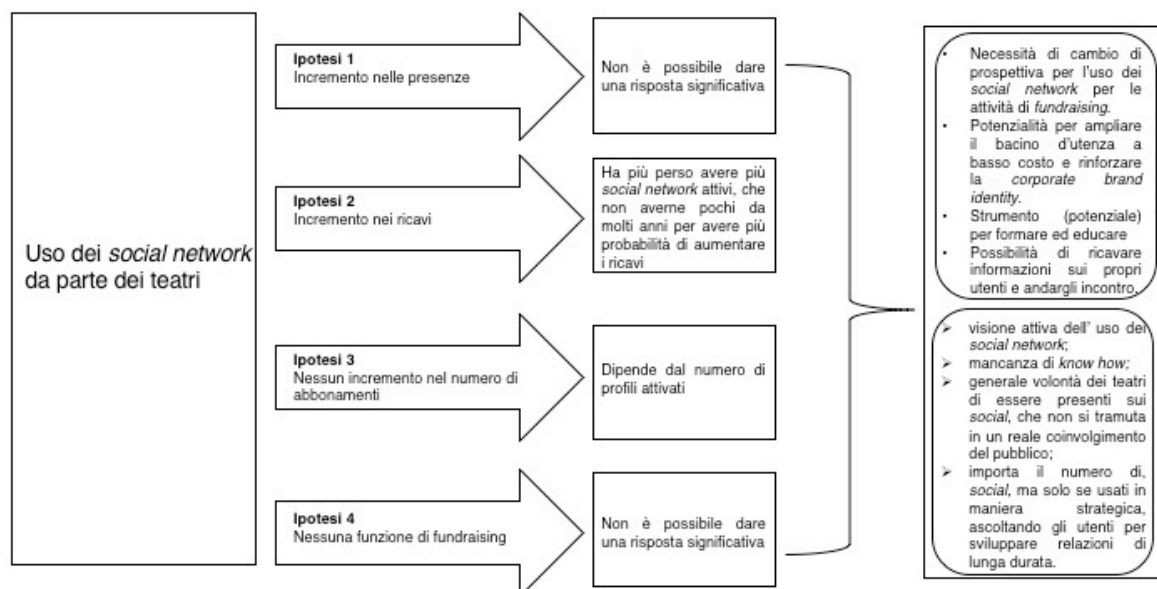 Uso dei social network
da parte dei teatri
Ipotesi 1
Incremento nelle presenze
Non è possibile dare
una risposta significativa
Ipotesi 2
Incremento nei ricavi
Ha più perso avere più
social network attivi, che
non averne pochi da
molti anni per avere più
probabilità di aumentare
i ricavi
Ipotesi 3
Nessun incremento nel numero di
abbonamenti
Dipende dal numero di
profili attivati
Ipotesi 4
Nessuna funzione di fundraising
Non è possibile dare
una risposta significativa
• Necessità di cambio di
prospettiva per l'uso dei
social network per le
attività di fundraising.
• Potenzialità per ampliare
il bacino d'utenza a
basso costo e rinforzare
la corporate brand
identity.
• Strumento (potenziale)
per formare ed educare
• Possibilità di ricavare
informazioni sui propri
utenti e andargli incontro.
➢ visione attiva dell' uso dei
social network;
➢ mancanza di know how;
➢ generale volontà dei teatri
di essere presenti sui
social, che non si tramuta
in un reale coinvolgimento
del pubblico;
➢ importa il numero di,
social, ma solo se usati in
maniera strategica,
ascoltando gli utenti per
sviluppare relazioni di
lunga durata.